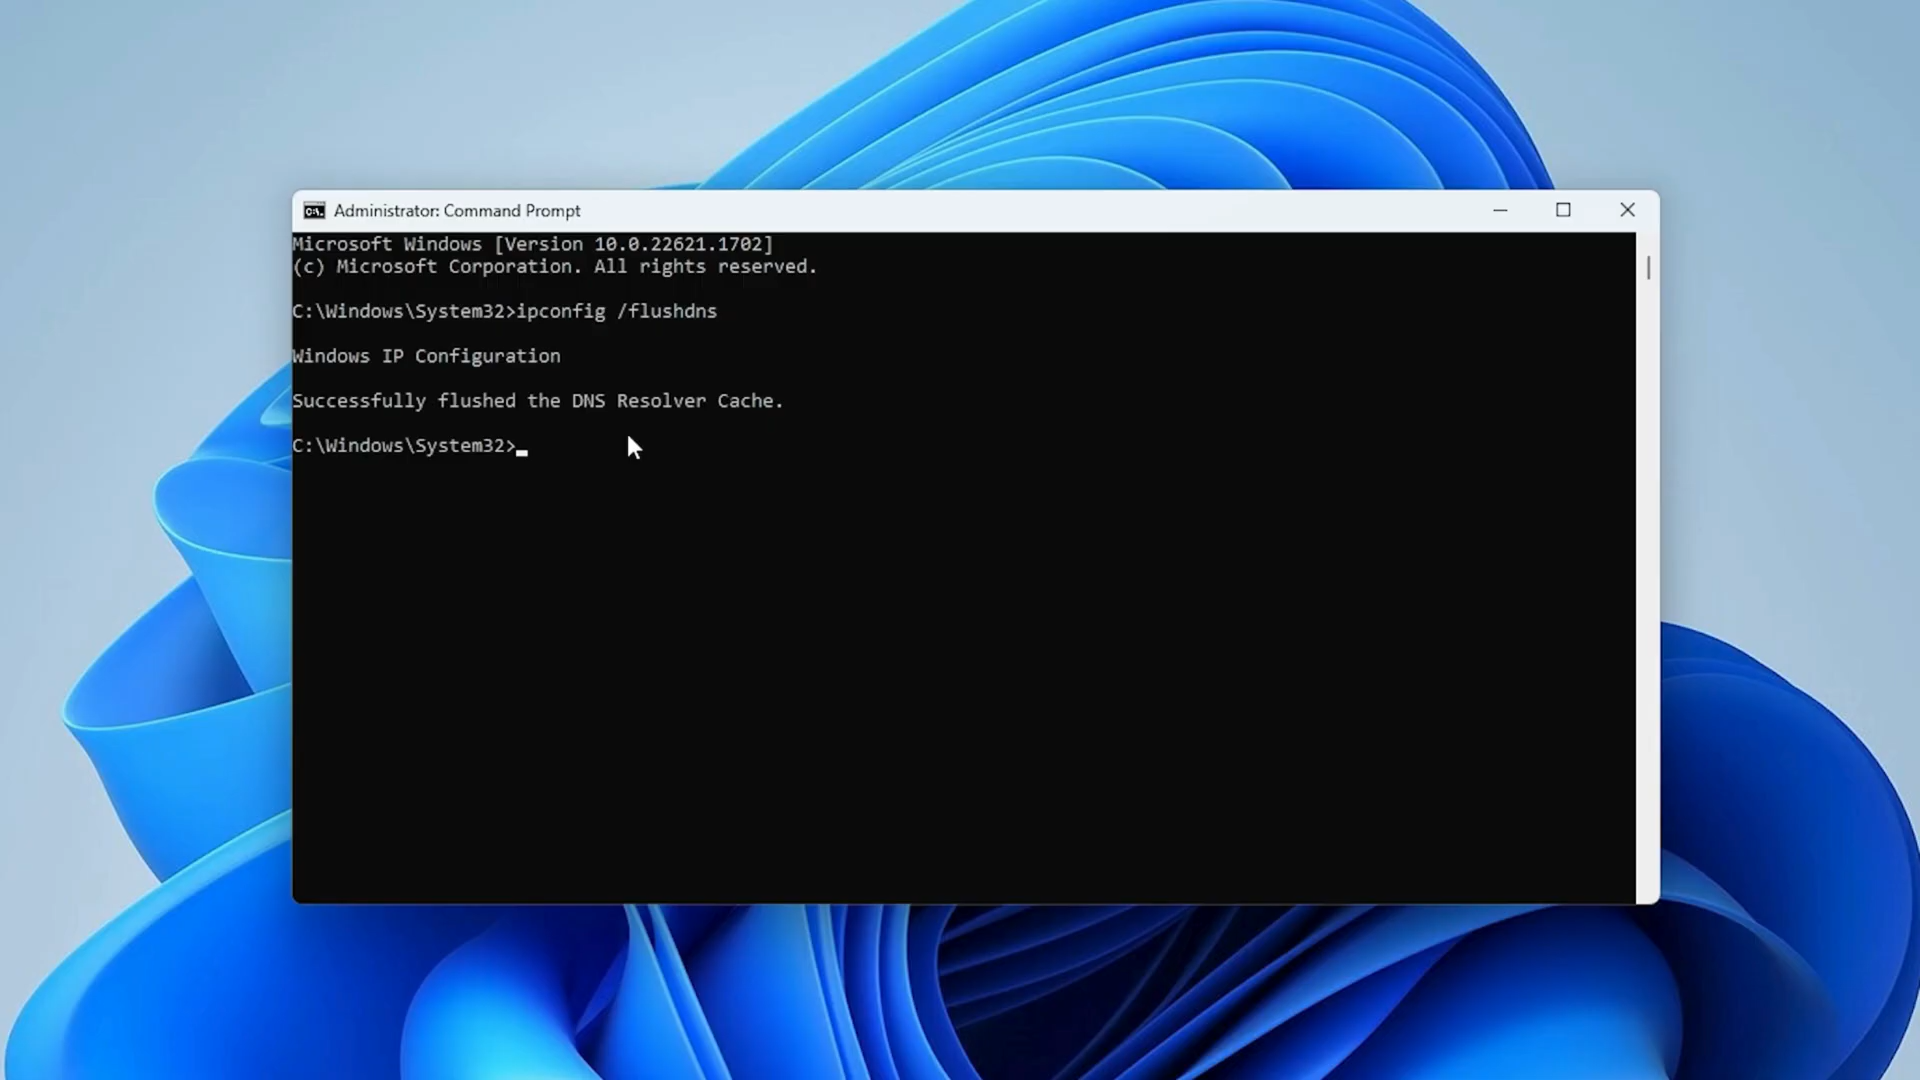 Administrator: Command Prompt
Microsoft Windows [Version 10.0.22621.1702]
(c) Microsoft Corporation. All rights reserved.
C:\Windows\System32>ipconfig /flushdns
Windows IP Configuration
Successfully flushed the DNS Resolver Cache.
C:\Windows\System32>